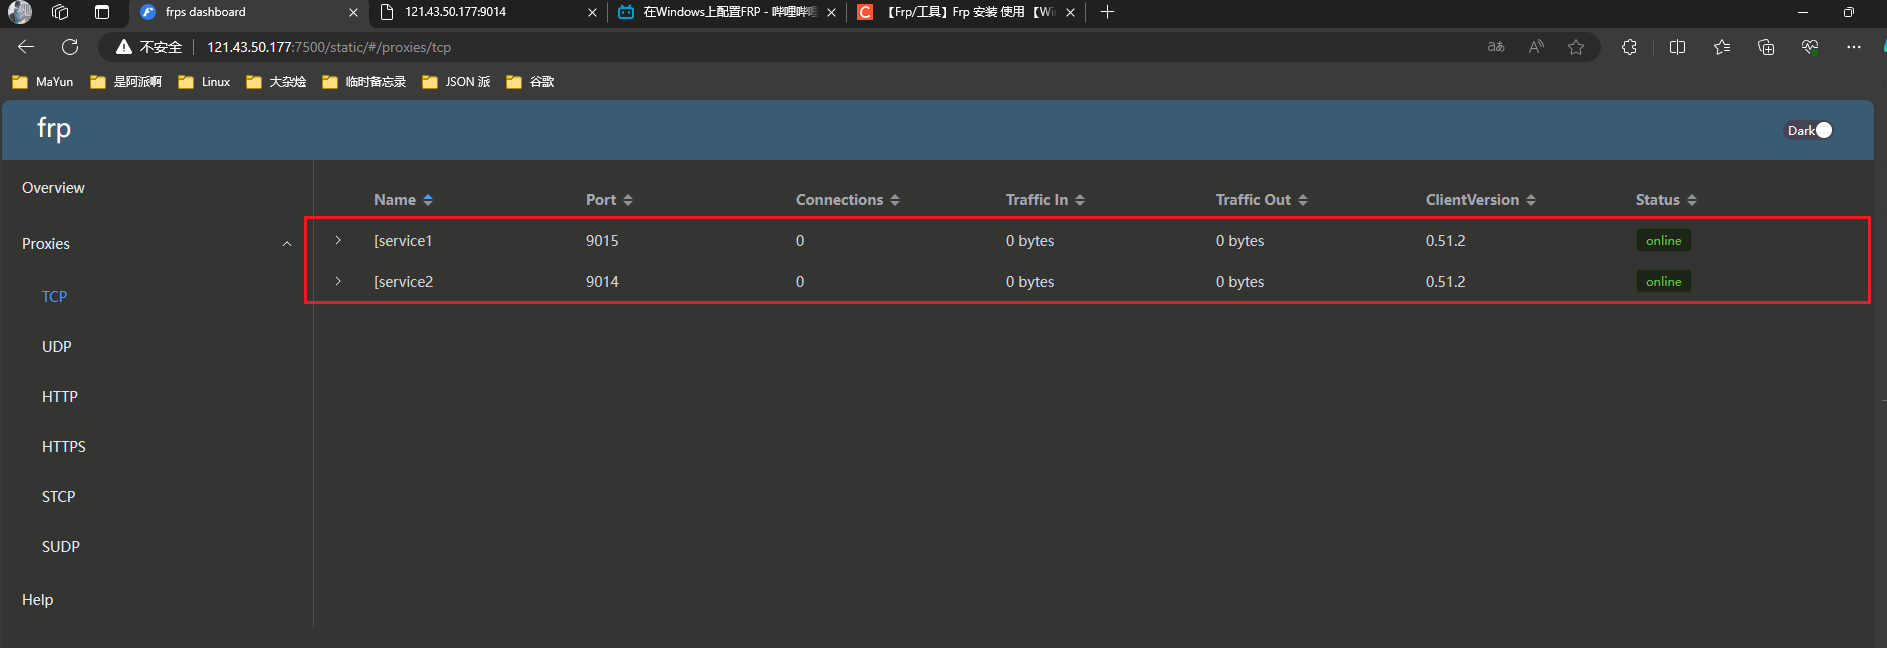 frps dashboard
121.43.50.177:9014
在Windows上配置FRP - 哔哩哔哩
【Frp/工具】Frp 安装 使用 【Wi
不安全
121.43.50.177:7500/static/#/proxies/tcp
MaYun
是阿派啊
Linux
大杂烩
临时备忘录
JSON 派
谷歌
frp
Dark
Overview
Proxies
TCP
UDP
HTTP
HTTPS
STCP
SUDP
Help
Name Port Connections Traffic In Traffic Out ClientVersion Status
[service1 9015 0 0 bytes 0 bytes 0.51.2 online
[service2 9014 0 0 bytes 0 bytes 0.51.2 online